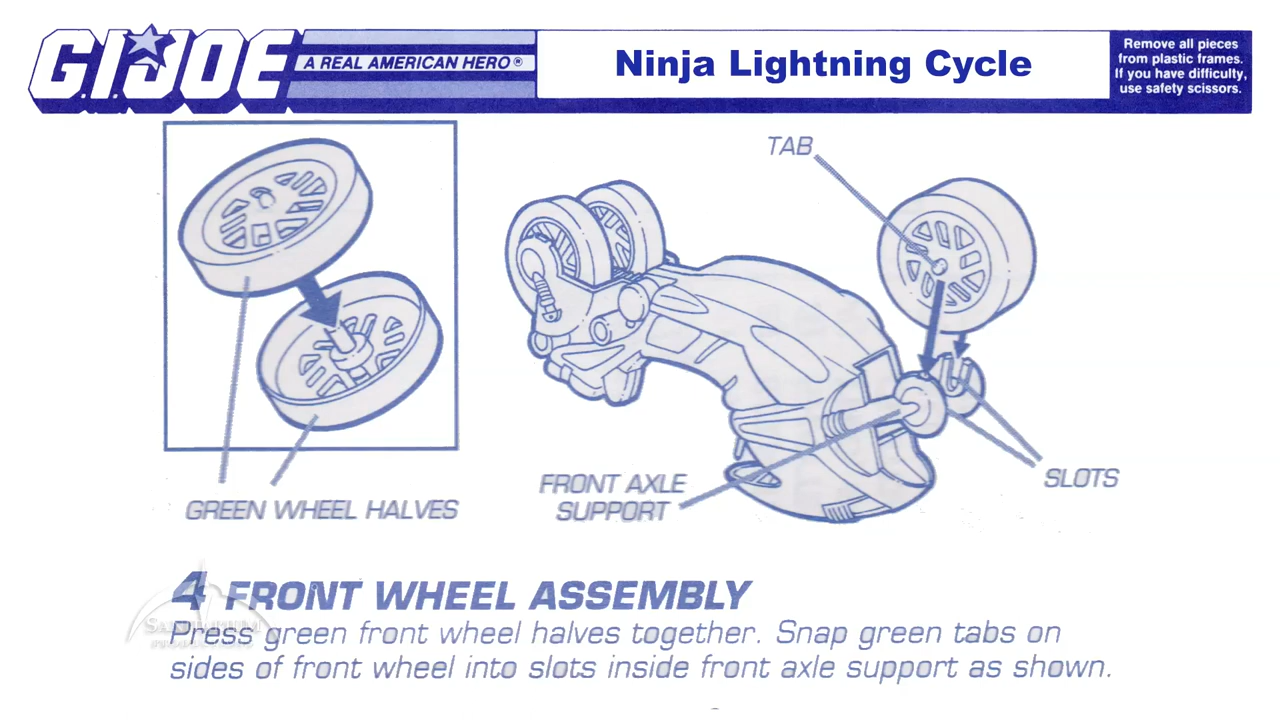 G.I.JOE
A REAL AMERICAN HERO®
Ninja Lightning Cycle
Remove all pieces
from plastic frames.
If you have difficulty,
use safety scissors.
TAB
GREEN WHEEL HALVES
FRONT AXLE
SUPPORT
SLOTS
4 FRONT WHEEL ASSEMBLY
Press green front wheel halves together. Snap green tabs on
sides of front wheel into slots inside front axle support as shown.